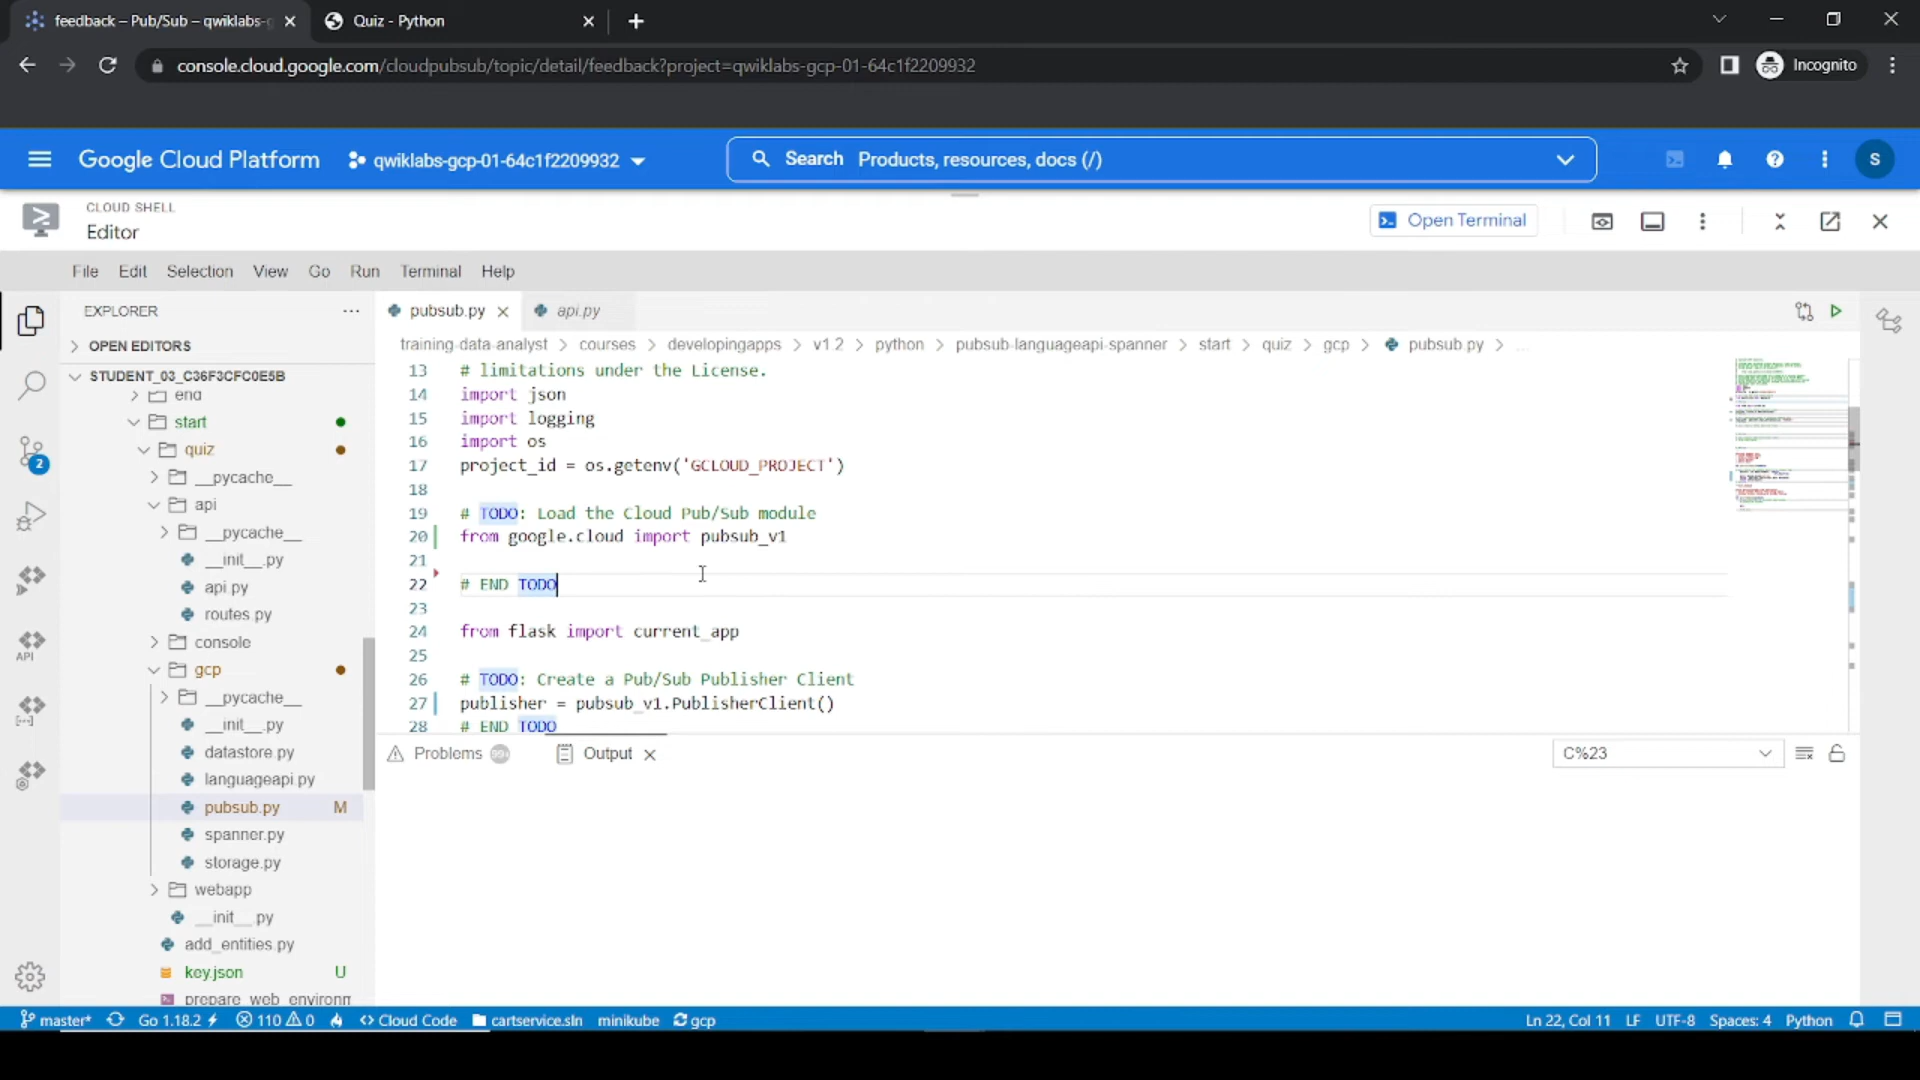 feedback – Pub/Sub – qwiklabs-g
Quiz - Python
console.cloud.google.com/cloudpubsub/topic/detail/feedback?project=qwiklabs-gcp-01-64c1f2209932
Incognito
Google Cloud Platform
qwiklabs-gcp-01-64c1f2209932
Search Products, resources, docs (/)
S
CLOUD SHELL
Editor
Open Terminal
File Edit Selection View Go Run Terminal Help
EXPLORER
OPEN EDITORS
STUDENT_03_C36F3CFC0E5B
end
start
quiz
__pycache__
api
__pycache__
__init__.py
api.py
routes.py
console
gcp
__pycache__
__init__.py
datastore.py
languageapi.py
pubsub.py M
spanner.py
storage.py
webapp
__init__.py
add_entities.py
key.json U
prepare_web_environm
2
API
pubsub.py
api.py
training-data-analyst > courses > developingapps > v1.2 > python > pubsub-languageapi-spanner > start > quiz > gcp > pubsub.py > ...
13 # limitations under the License.
14 import json
15 import logging
16 import os
17 project_id = os.getenv('GCLOUD_PROJECT')
18
19 # TODO: Load the Cloud Pub/Sub module
20 from google.cloud import pubsub_v1
21
22 # END TODO
23
24 from flask import current_app
25
26 # TODO: Create a Pub/Sub Publisher Client
27 publisher = pubsub_v1.PublisherClient()
28 # END TODO
Problems 99+
Output
C%23
master*
Go 1.18.2
110
0
Cloud Code
cartservice.sln
minikube
gcp
Ln 22, Col 11
LF
UTF-8
Spaces: 4
Python